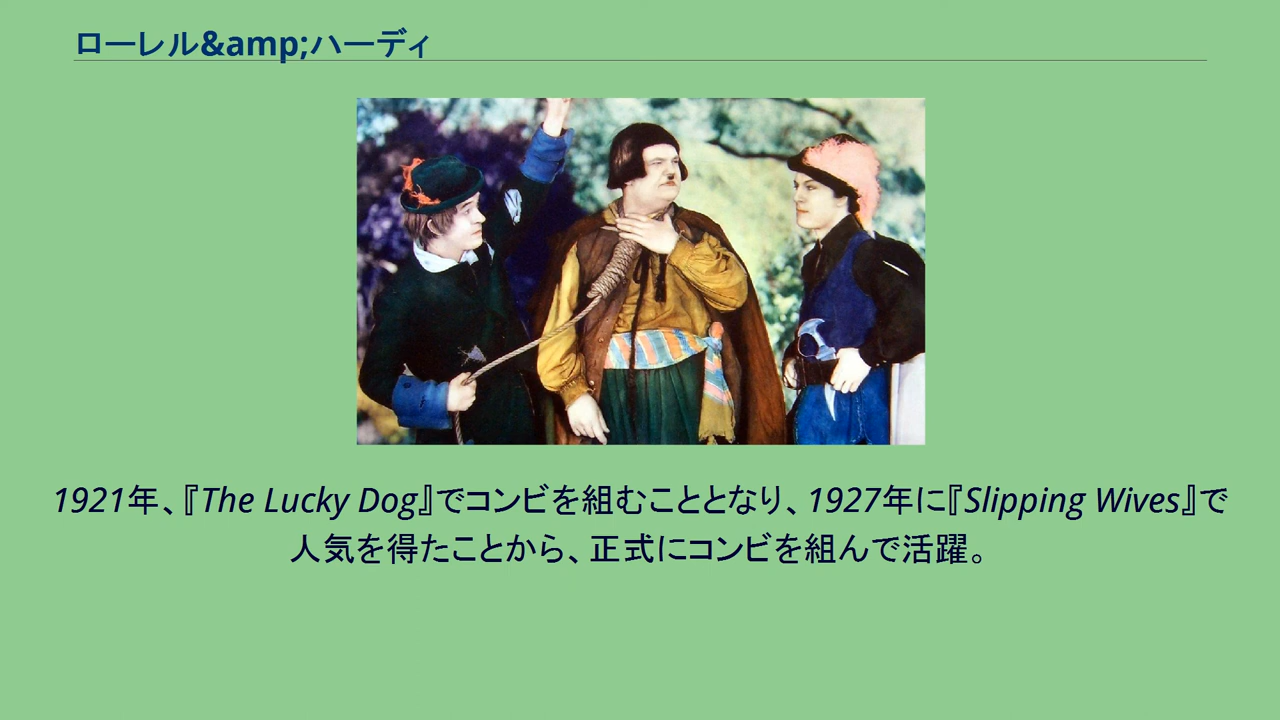 ローレル&amp;ハーディ
1921年、『The Lucky Dog』でコンビを組むこととなり、1927年に『Slipping Wives』で
人気を得たことから、正式にコンビを組んで活躍。